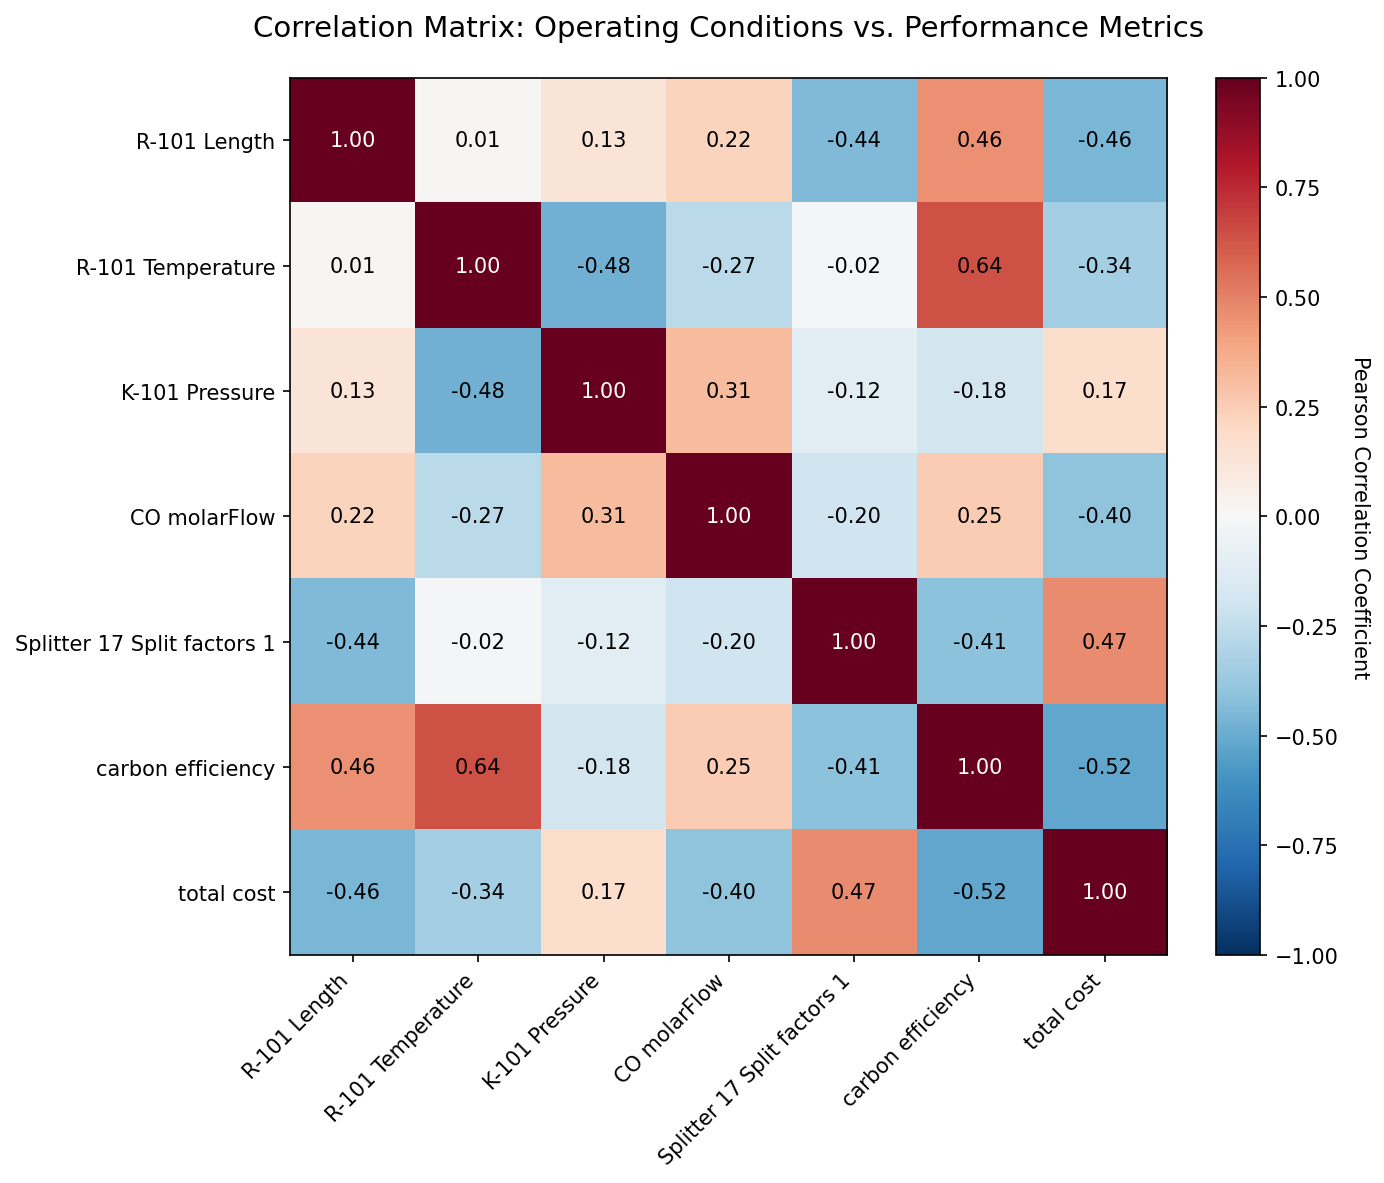 Correlation Matrix: Operating Conditions vs. Performance Metrics
R-101 Length 1.00 0.01 0.13 0.22 -0.44 0.46 -0.46
R-101 Temperature 0.01 1.00 -0.48 -0.27 -0.02 0.64 -0.34
K-101 Pressure 0.13 -0.48 1.00 0.31 -0.12 -0.18 0.17
CO molarFlow 0.22 -0.27 0.31 1.00 -0.20 0.25 -0.40
Splitter 17 Split factors 1 -0.44 -0.02 -0.12 -0.20 1.00 -0.41 0.47
carbon efficiency 0.46 0.64 -0.18 0.25 -0.41 1.00 -0.52
total cost -0.46 -0.34 0.17 -0.40 0.47 -0.52 1.00
R-101 Length
R-101 Temperature
K-101 Pressure
CO molarFlow
Splitter 17 Split factors 1
carbon efficiency
total cost
1.00
0.75
0.50
0.25
0.00
−0.25
−0.50
−0.75
−1.00
Pearson Correlation Coefficient